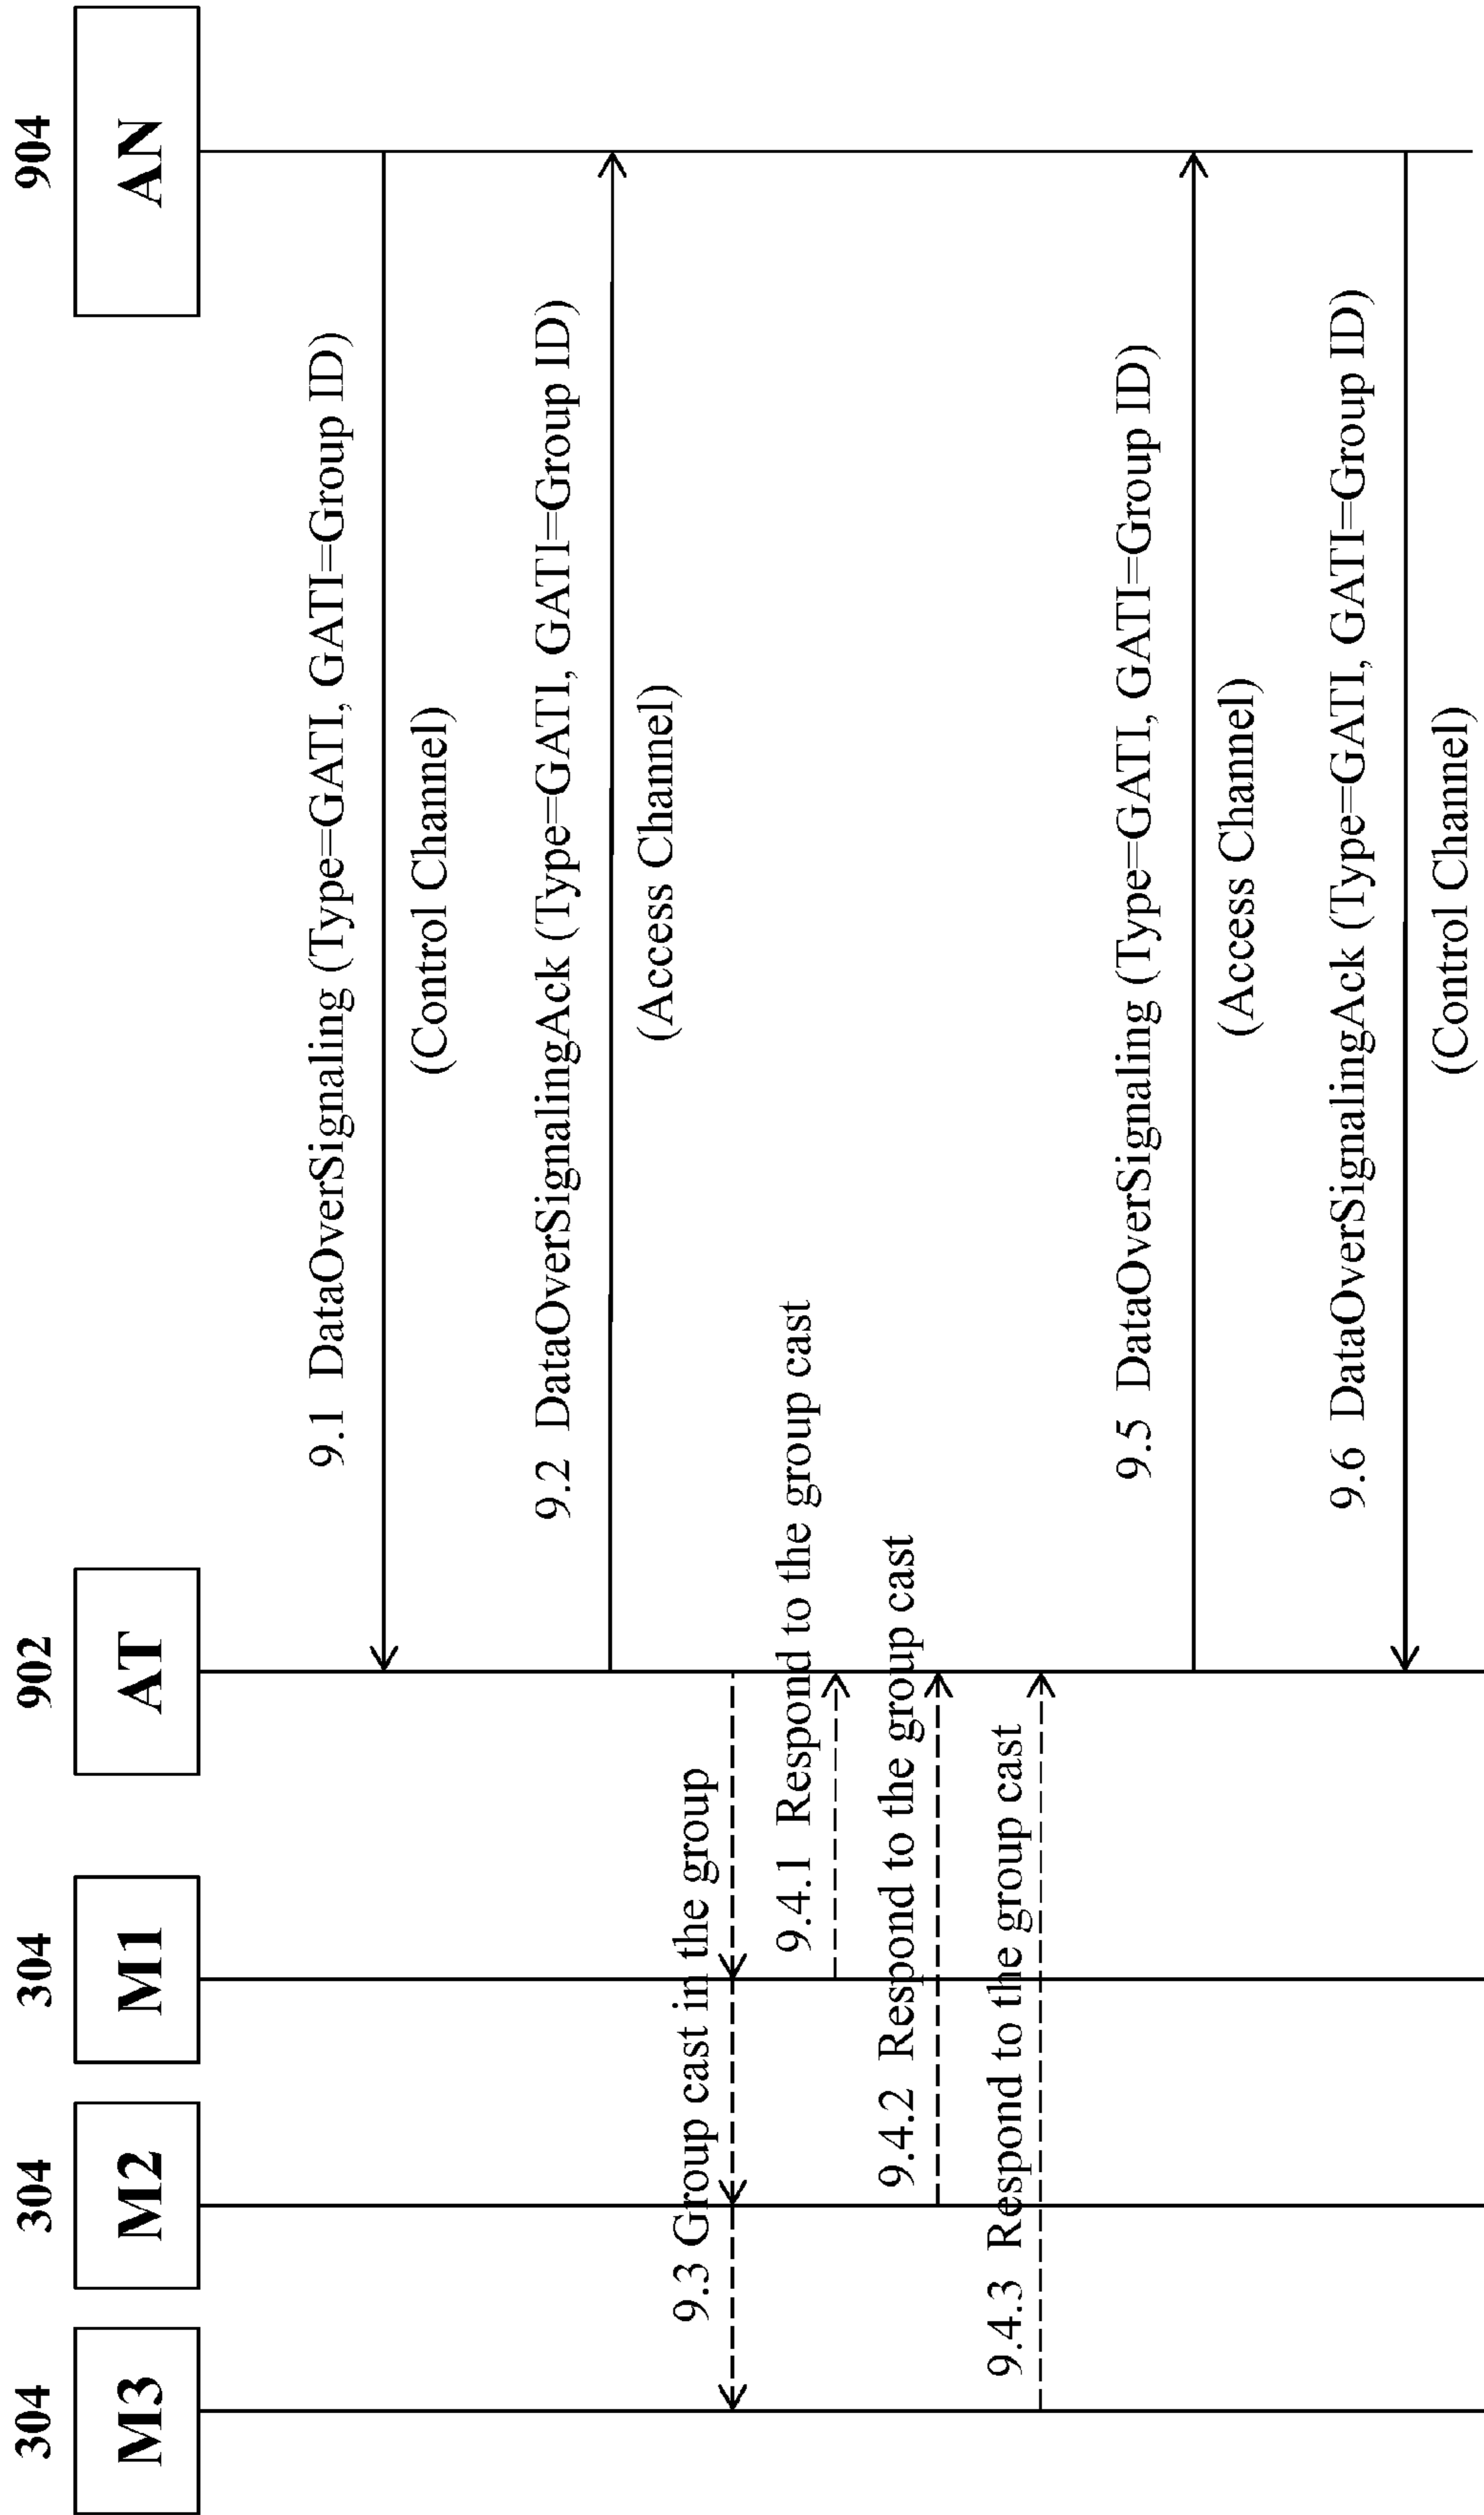 304
304
304
902
904
M3
M2
M1
AT
AN
9.1 DataOverSignaling (Type=GATI, GATI=Group ID)
(Control Channel)
9.2 DataOverSignalingAck (Type=GATI, GATI=Group ID)
(Access Channel)
9.3 Group cast in the group
9.4.1 Respond to the group cast
9.4.2 Respond to the group cast
9.4.3 Respond to the group cast
9.5 DataOverSignaling (Type=GATI, GATI=Group ID)
(Access Channel)
9.6 DataOverSignalingAck (Type=GATI, GATI=Group ID)
(Control Channel)